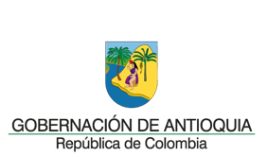 GOBERNACIÓN DE ANTIOQUIA
República de Colombia